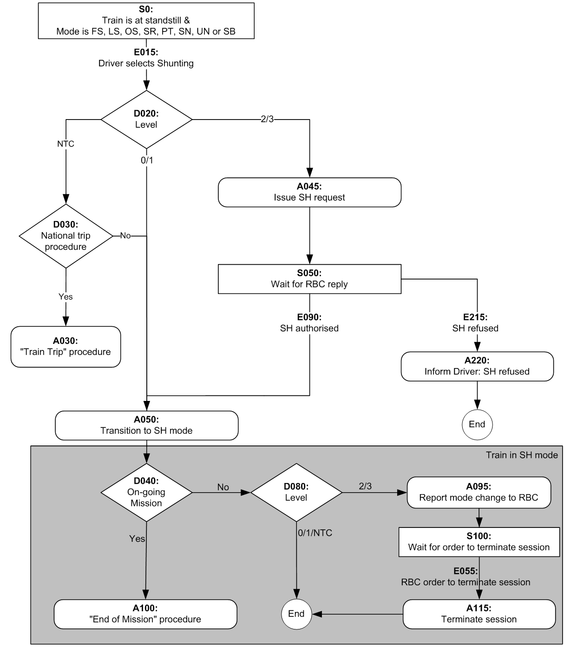 S0:
Train is at standstill &
Mode is FS, LS, OS, SR, PT, SN, UN or SB
E015:
Driver selects Shunting
D020:
Level
2/3
NTC
0/1
A045:
Issue SH request
D030:
National trip
procedure
No
S050:
Wait for RBC reply
Yes
E090:
SH authorised
E215:
SH refused
A030:
"Train Trip" procedure
A220:
Inform Driver: SH refused
End
A050:
Transition to SH mode
Train in SH mode
D040:
On-going
Mission
No
D080:
Level
2/3
A095:
Report mode change to RBC
Yes
0/1/NTC
S100:
Wait for order to terminate session
E055:
RBC order to terminate session
A100:
"End of Mission" procedure
End
A115:
Terminate session